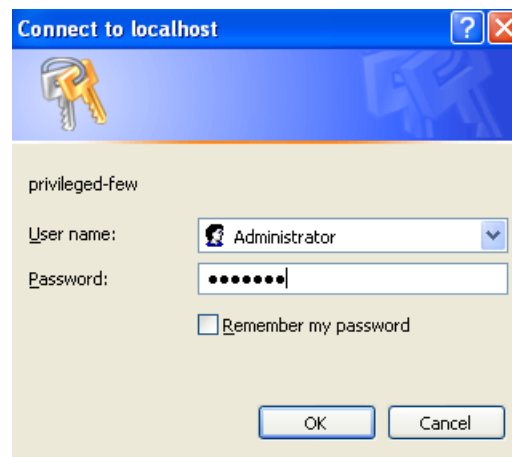 Connect to localhost
privileged-few
User name:
Administrator
Password:
•••••••
Remember my password
OK
Cancel